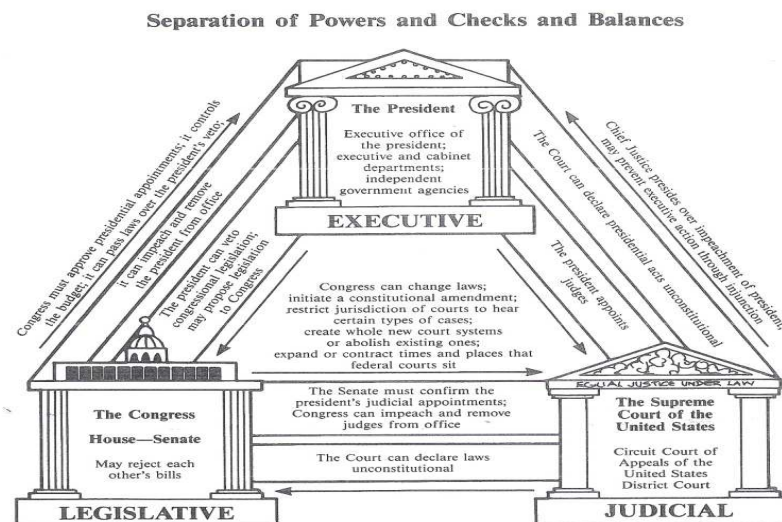 Separation of Powers and Checks and Balances
The President
Executive office of
the president;
executive and cabinet
departments;
independent
government agencies
EXECUTIVE
Congress must approve presidential appointments; it controls
the budget; it can pass laws over the president's veto;
it can impeach and remove
the president from office
The president can veto
congressional legislation;
may propose legislation
to Congress
Chief Justice presides over impeachment of president;
may prevent executive action through injunction
The Court can declare presidential acts unconstitutional
The president appoints
judges
Congress can change laws;
initiate a constitutional amendment;
restrict jurisdiction of courts to hear
certain types of cases;
create whole new court systems
or abolish existing ones;
expand or contract times and places that
federal courts sit
The Senate must confirm the
president's judicial appointments;
Congress can impeach and remove
judges from office
The Court can declare laws
unconstitutional
The Congress
House—Senate
May reject each
other's bills
LEGISLATIVE
EQUAL JUSTICE UNDER LAW
The Supreme
Court of the
United States
Circuit Court of
Appeals of the
United States
District Court
JUDICIAL